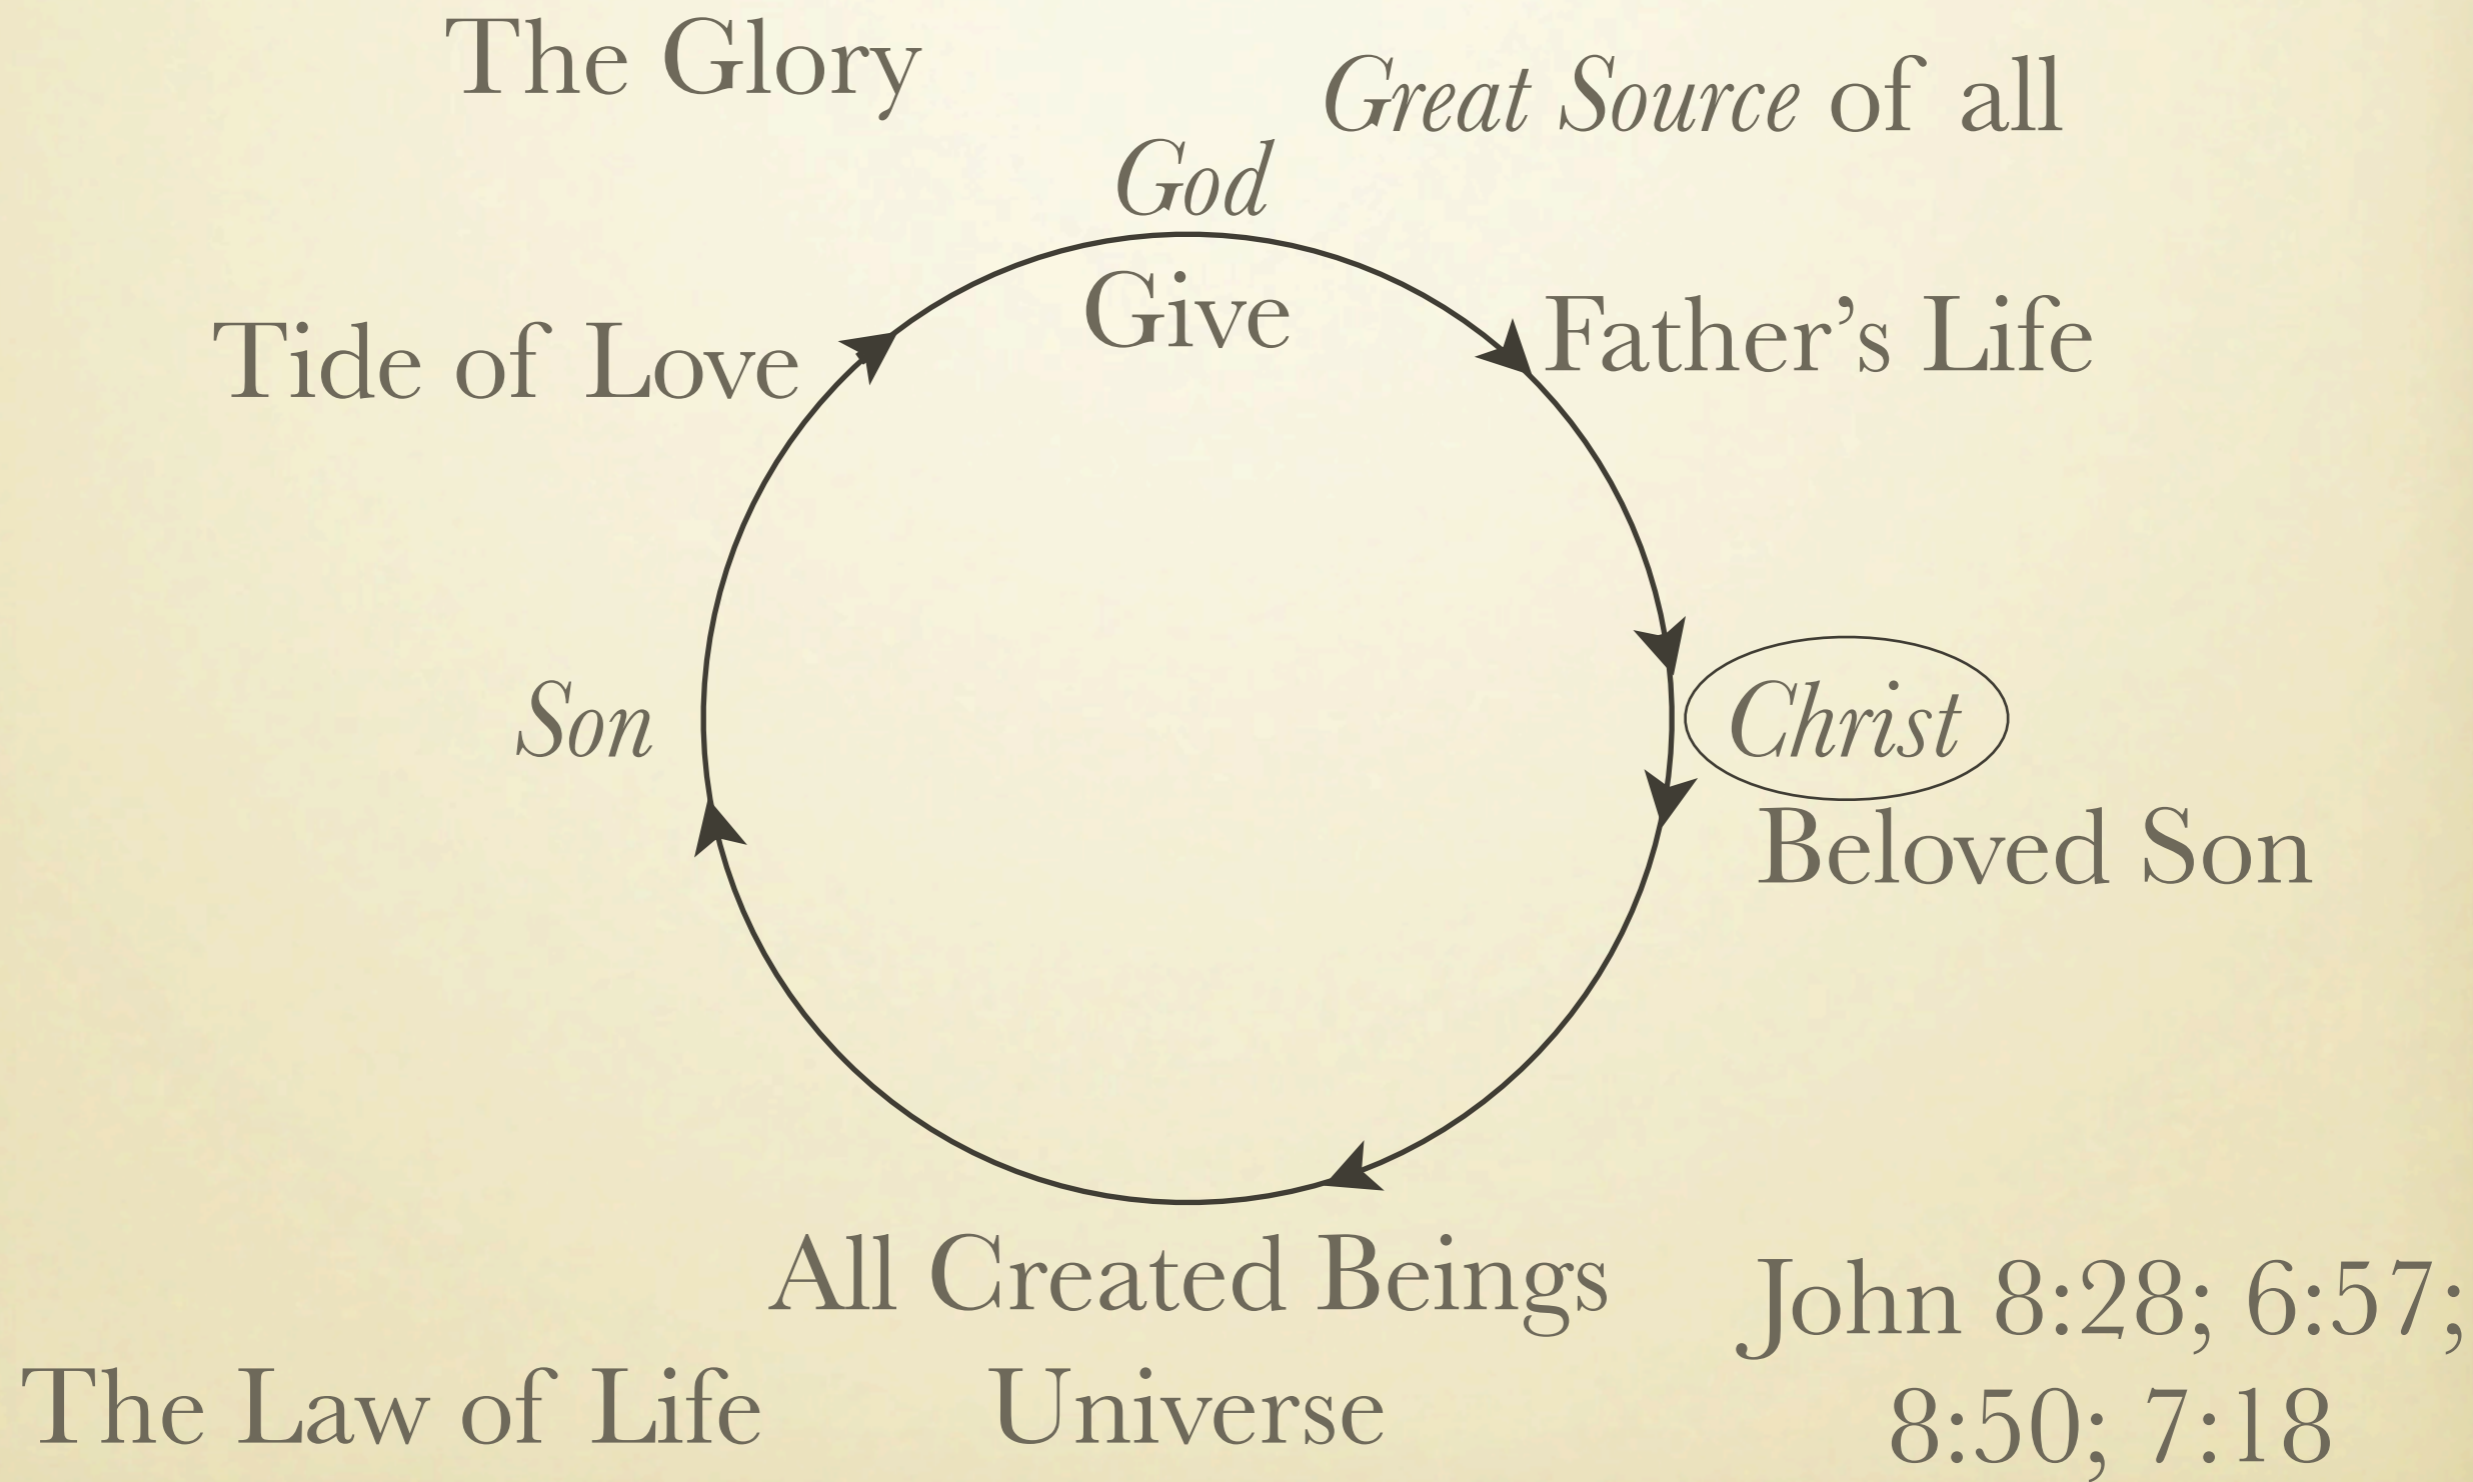 The Glory
Great Source of all
God
Give
Father’s Life
Tide of Love
Son
Christ
Beloved Son
All Created Beings
Universe
The Law of Life
John 8:28; 6:57;
8:50; 7:18